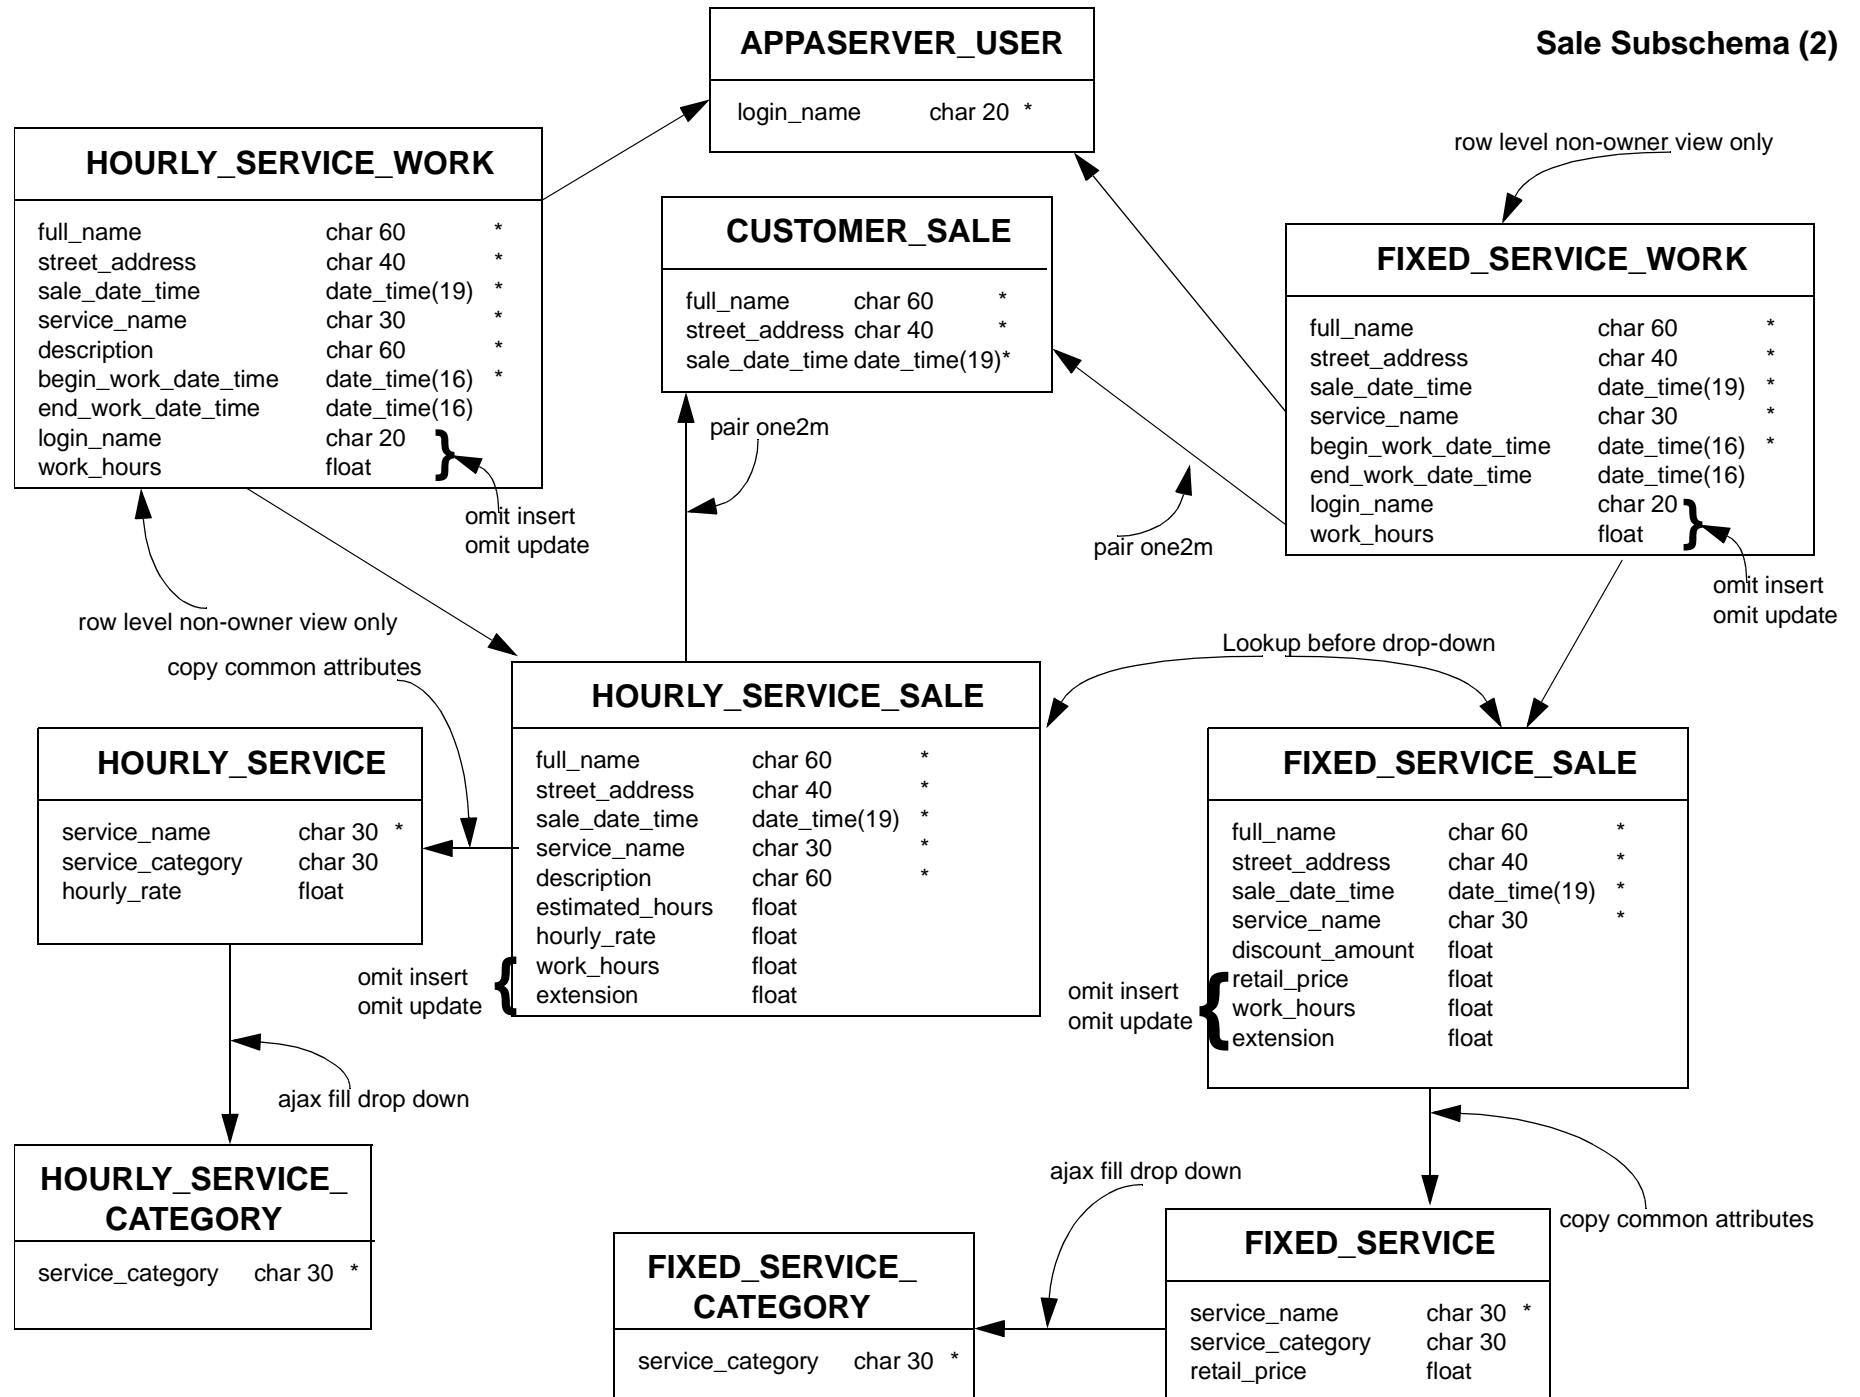 Sale Subschema (2)
APPASERVER_USER
login_name char 20 *
HOURLY_SERVICE_WORK
full_name char 60 *
street_address char 40 *
sale_date_time date_time(19) *
service_name char 30 *
description char 60 *
begin_work_date_time date_time(16) *
end_work_date_time date_time(16)
login_name char 20
work_hours float
}
omit insert
omit update
row level non-owner view only
CUSTOMER_SALE
full_name char 60 *
street_address char 40 *
sale_date_time date_time(19)*
pair one2m
row level non-owner view only
FIXED_SERVICE_WORK
full_name char 60 *
street_address char 40 *
sale_date_time date_time(19) *
service_name char 30 *
begin_work_date_time date_time(16) *
end_work_date_time date_time(16)
login_name char 20
work_hours float
}
omit insert
omit update
pair one2m
Lookup before drop-down
copy common attributes
HOURLY_SERVICE_SALE
full_name char 60 *
street_address char 40 *
sale_date_time date_time(19) *
service_name char 30 *
description char 60 *
estimated_hours float
hourly_rate float
work_hours float
extension float
{
omit insert
omit update
HOURLY_SERVICE
service_name char 30 *
service_category char 30
hourly_rate float
FIXED_SERVICE_SALE
full_name char 60 *
street_address char 40 *
sale_date_time date_time(19) *
service_name char 30 *
discount_amount float
retail_price float
work_hours float
extension float
{
omit insert
omit update
ajax fill drop down
HOURLY_SERVICE_
CATEGORY
service_category char 30 *
ajax fill drop down
copy common attributes
FIXED_SERVICE_
CATEGORY
service_category char 30 *
FIXED_SERVICE
service_name char 30 *
service_category char 30
retail_price float